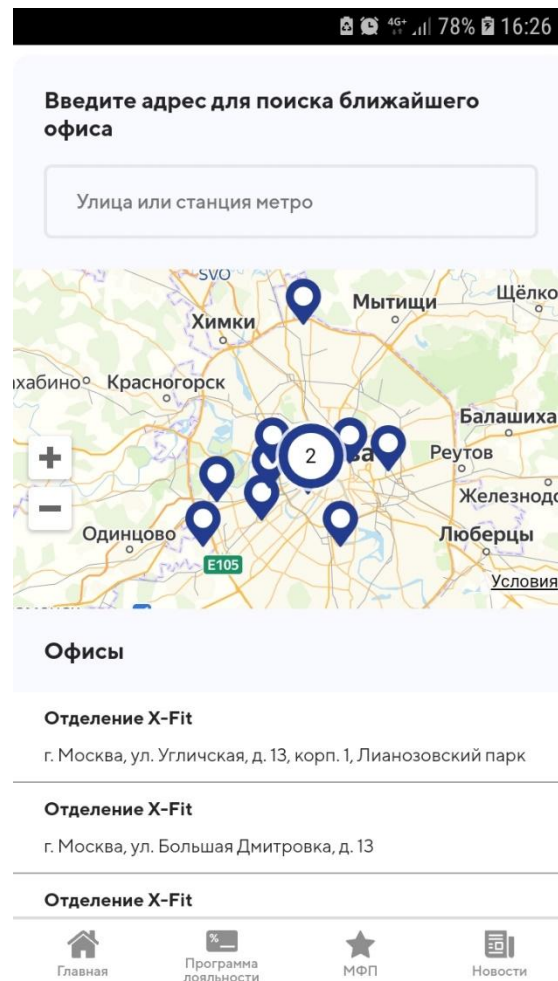 4G+ 78% 16:26
Введите адрес для поиска ближайшего
офиса
Улица или станция метро
SVO
Мытищи
Щёлко
Химки
Красногорск
Балашиха
+
2
Реутов
−
Железнодо
Одинцово
Люберцы
E105
Условия
Офисы
Отделение X-Fit
г. Москва, ул. Угличская, д. 13, корп. 1, Лианозовский парк
Отделение X-Fit
г. Москва, ул. Большая Дмитровка, д. 13
Отделение X-Fit
Главная
Программа
лояльности
МФП
Новости